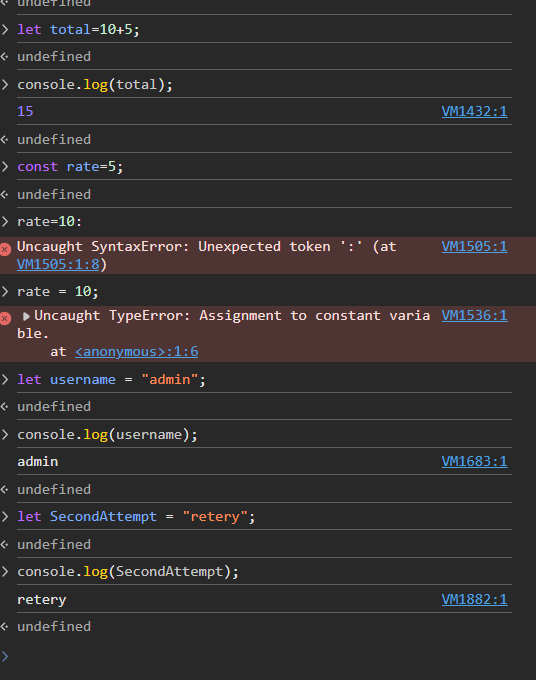 undefined
let total=10+5;
undefined
console.log(total);
15 VM1432:1
undefined
const rate=5;
undefined
rate=10:
Uncaught SyntaxError: Unexpected token ':' (at VM1505:1
VM1505:1:8)
rate = 10;
Uncaught TypeError: Assignment to constant varia VM1536:1
ble.
at <anonymous>:1:6
let username = "admin";
undefined
console.log(username);
admin VM1683:1
undefined
let SecondAttempt = "retery";
undefined
console.log(SecondAttempt);
retery VM1882:1
undefined